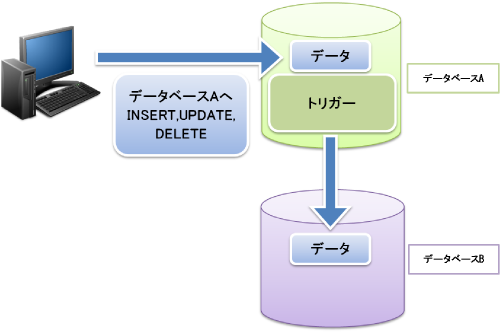 データ
データベースA
データベースAへ
INSERT,UPDATE,
DELETE
トリガー
データ
データベースB